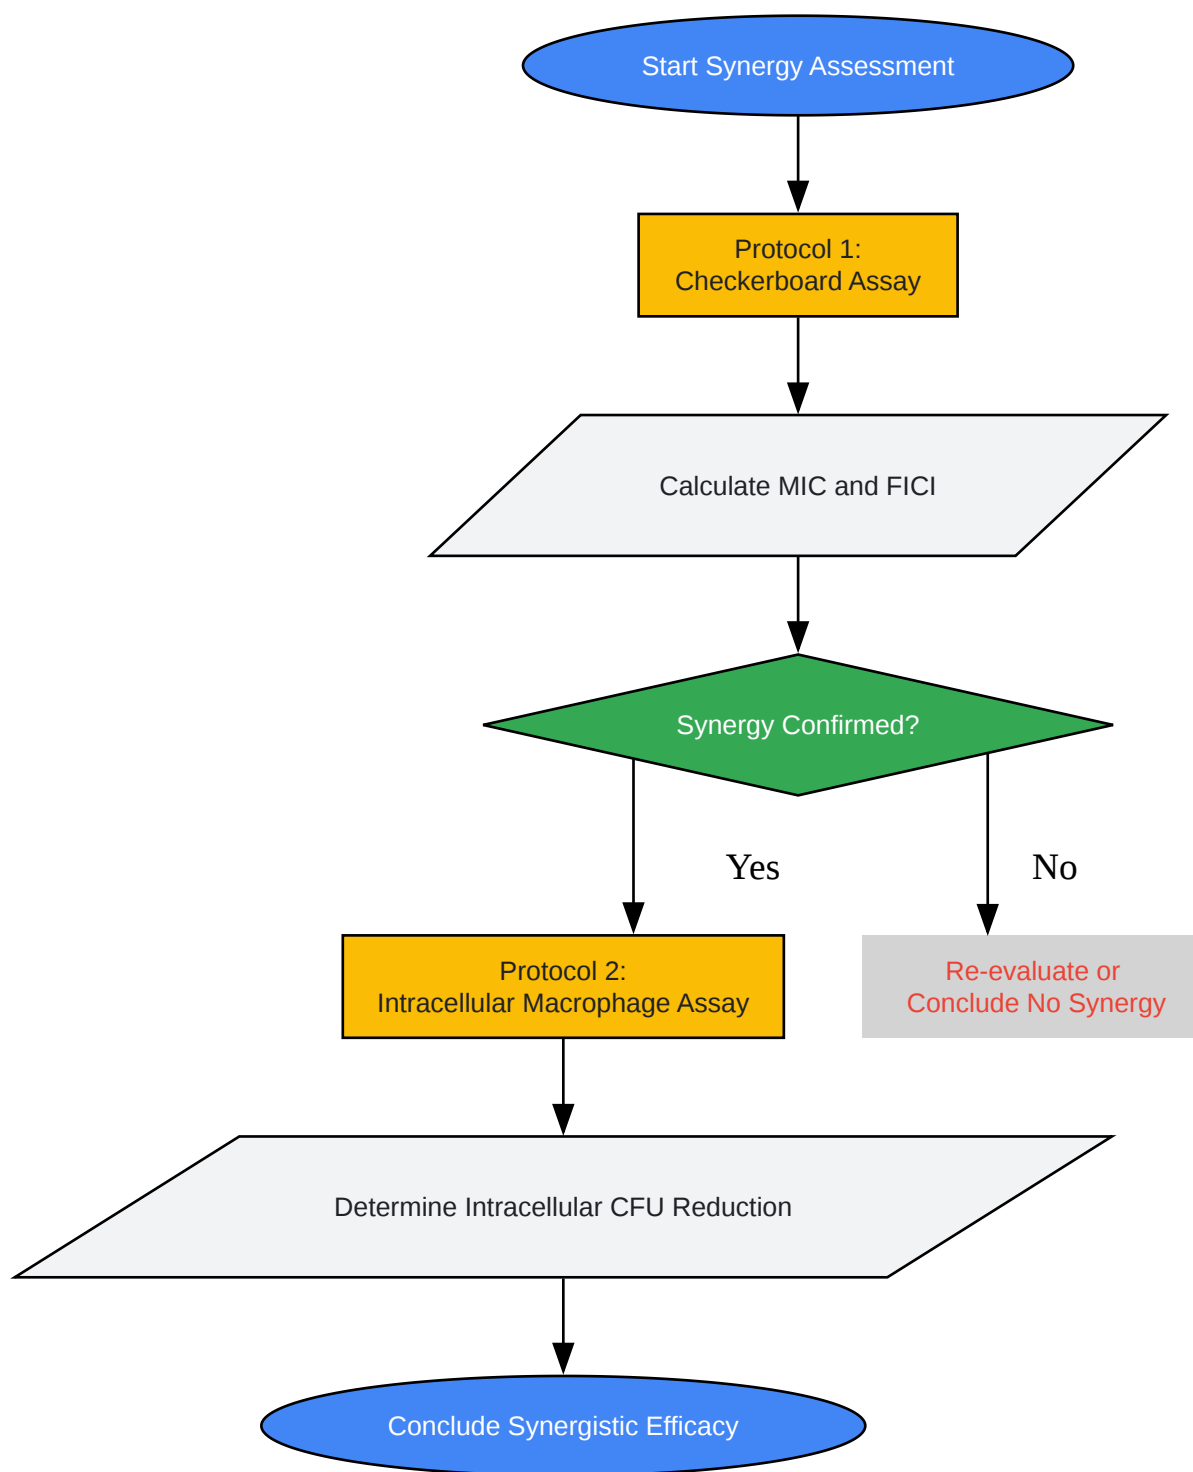 Start Synergy Assessment
Protocol 1:
Checkerboard Assay
Calculate MIC and FICI
Synergy Confirmed?
Yes
No
Protocol 2:
Intracellular Macrophage Assay
Re-evaluate or
Conclude No Synergy
Determine Intracellular CFU Reduction
Conclude Synergistic Efficacy